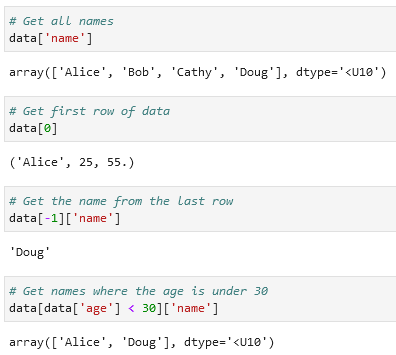 # Get all names
data['name']
array(['Alice', 'Bob', 'Cathy', 'Doug'], dtype='<U10')
# Get first row of data
data[0]
('Alice', 25, 55.)
# Get the name from the last row
data[-1]['name']
'Doug'
# Get names where the age is under 30
data[data['age'] < 30]['name']
array(['Alice', 'Doug'], dtype='<U10')